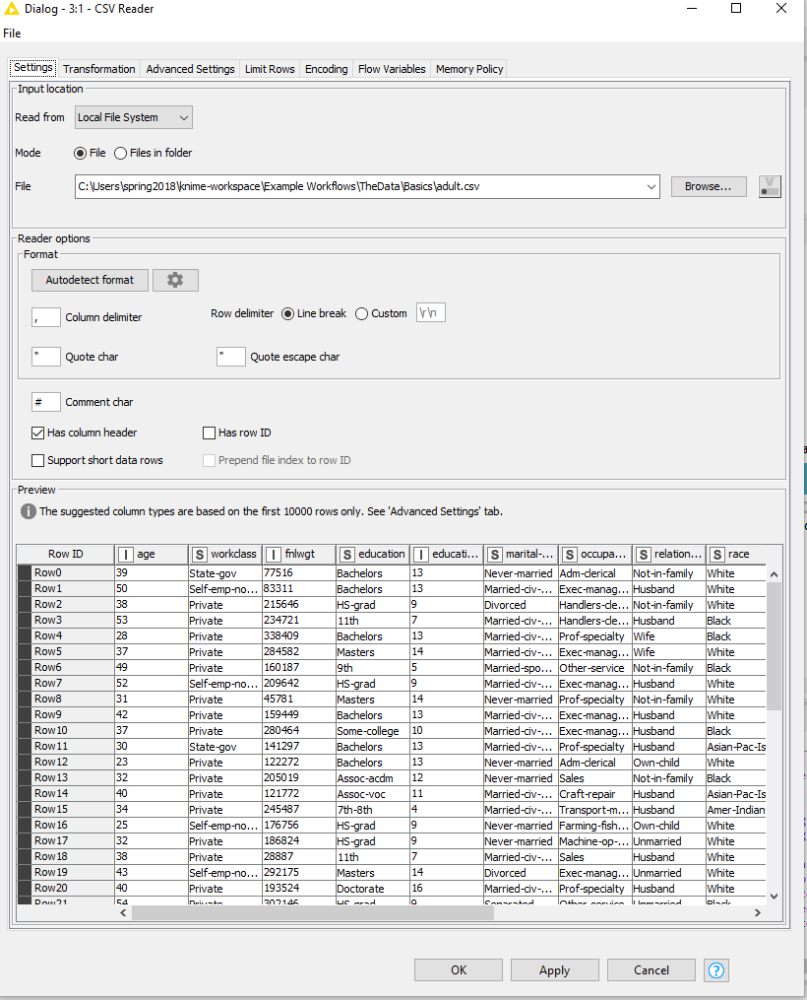 Dialog - 3:1 - CSV Reader
File
Settings Transformation Advanced Settings Limit Rows Encoding Flow Variables Memory Policy
Input location
Read from Local File System
Mode File Files in folder
File C:\Users\spring2018\knime-workspace\Example Workflows\TheData\Basics\adult.csv Browse... V
Reader options
Format
Autodetect format
, Column delimiter Row delimiter Line break Custom \r\n
" Quote char " Quote escape char
# Comment char
Has column header Has row ID
Support short data rows Prepend file index to row ID
Preview
i The suggested column types are based on the first 10000 rows only. See 'Advanced Settings' tab.
Row ID I age S workclass I fnlwgt S education I educati... S marital-... S occupa... S relation... S race
Row0 39 State-gov 77516 Bachelors 13 Never-married Adm-clerical Not-in-family White
Row1 50 Self-emp-no... 83311 Bachelors 13 Married-civ-... Exec-manag... Husband White
Row2 38 Private 215646 HS-grad 9 Divorced Handlers-cle... Not-in-family White
Row3 53 Private 234721 11th 7 Married-civ-... Handlers-cle... Husband Black
Row4 28 Private 338409 Bachelors 13 Married-civ-... Prof-specialty Wife Black
Row5 37 Private 284582 Masters 14 Married-civ-... Exec-manag... Wife White
Row6 49 Private 160187 9th 5 Married-spo... Other-service Not-in-family Black
Row7 52 Self-emp-no... 209642 HS-grad 9 Married-civ-... Exec-manag... Husband White
Row8 31 Private 45781 Masters 14 Never-married Prof-specialty Not-in-family White
Row9 42 Private 159449 Bachelors 13 Married-civ-... Exec-manag... Husband White
Row10 37 Private 280464 Some-college 10 Married-civ-... Exec-manag... Husband Black
Row11 30 State-gov 141297 Bachelors 13 Married-civ-... Prof-specialty Husband Asian-Pac-Is
Row12 23 Private 122272 Bachelors 13 Never-married Adm-clerical Own-child White
Row13 32 Private 205019 Assoc-acdm 12 Never-married Sales Not-in-family Black
Row14 40 Private 121772 Assoc-voc 11 Married-civ-... Craft-repair Husband Asian-Pac-Is
Row15 34 Private 245487 7th-8th 4 Married-civ-... Transport-m... Husband Amer-Indian
Row16 25 Self-emp-no... 176756 HS-grad 9 Never-married Farming-fish... Own-child White
Row17 32 Private 186824 HS-grad 9 Never-married Machine-op-... Unmarried White
Row18 38 Private 28887 11th 7 Married-civ-... Sales Husband White
Row19 43 Self-emp-no... 292175 Masters 14 Divorced Exec-manag... Unmarried White
Row20 40 Private 193524 Doctorate 16 Married-civ-... Prof-specialty Husband White
Row21 54 Private 302146 HS-grad 9 Separated Other-service Unmarried Black
OK Apply Cancel ?